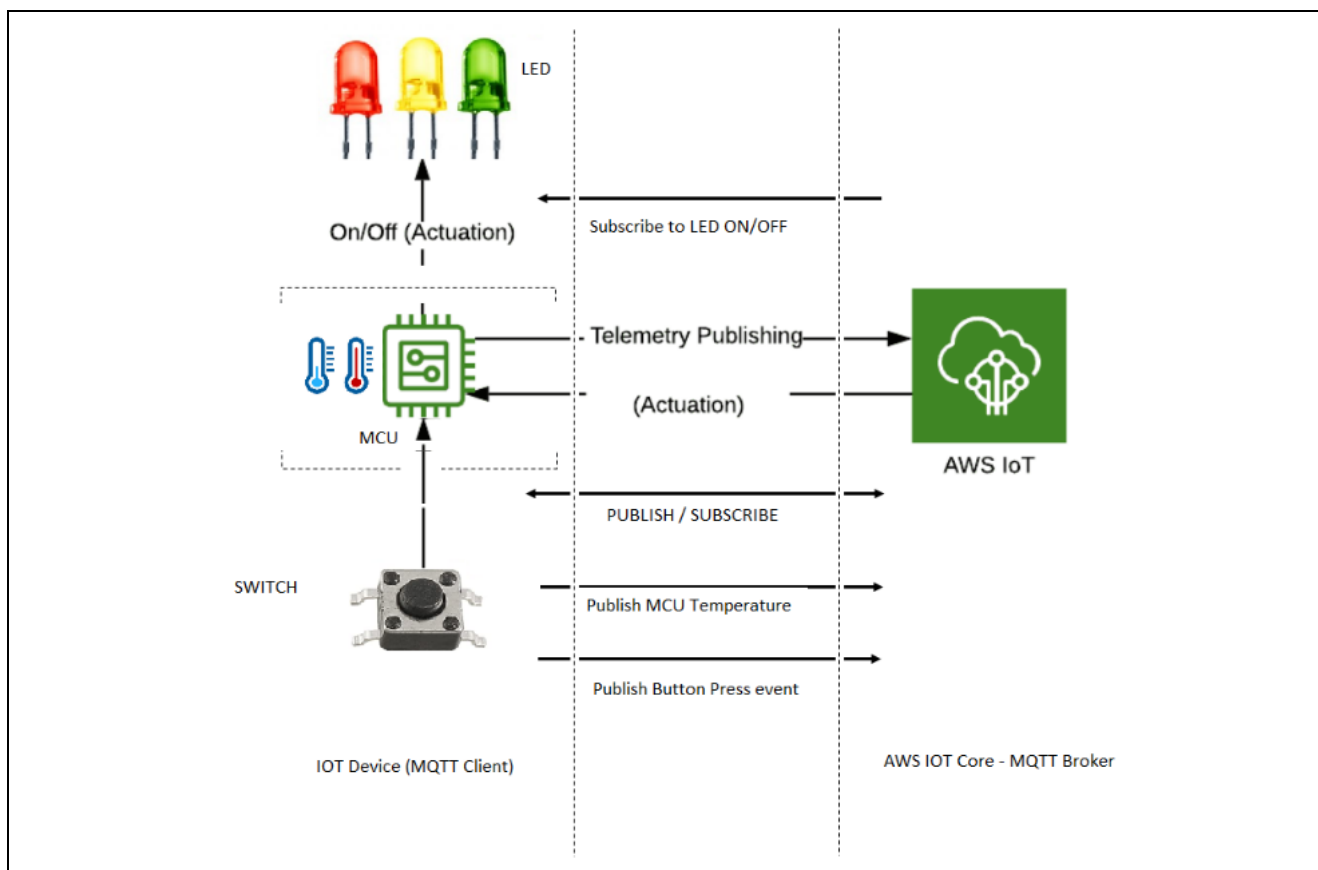 LED
Subscribe to LED ON/OFF
On/Off (Actuation)
Telemetry Publishing
(Actuation)
MCU
AWS IoT
PUBLISH / SUBSCRIBE
SWITCH
Publish MCU Temperature
Publish Button Press event
IOT Device (MQTT Client)
AWS IOT Core - MQTT Broker